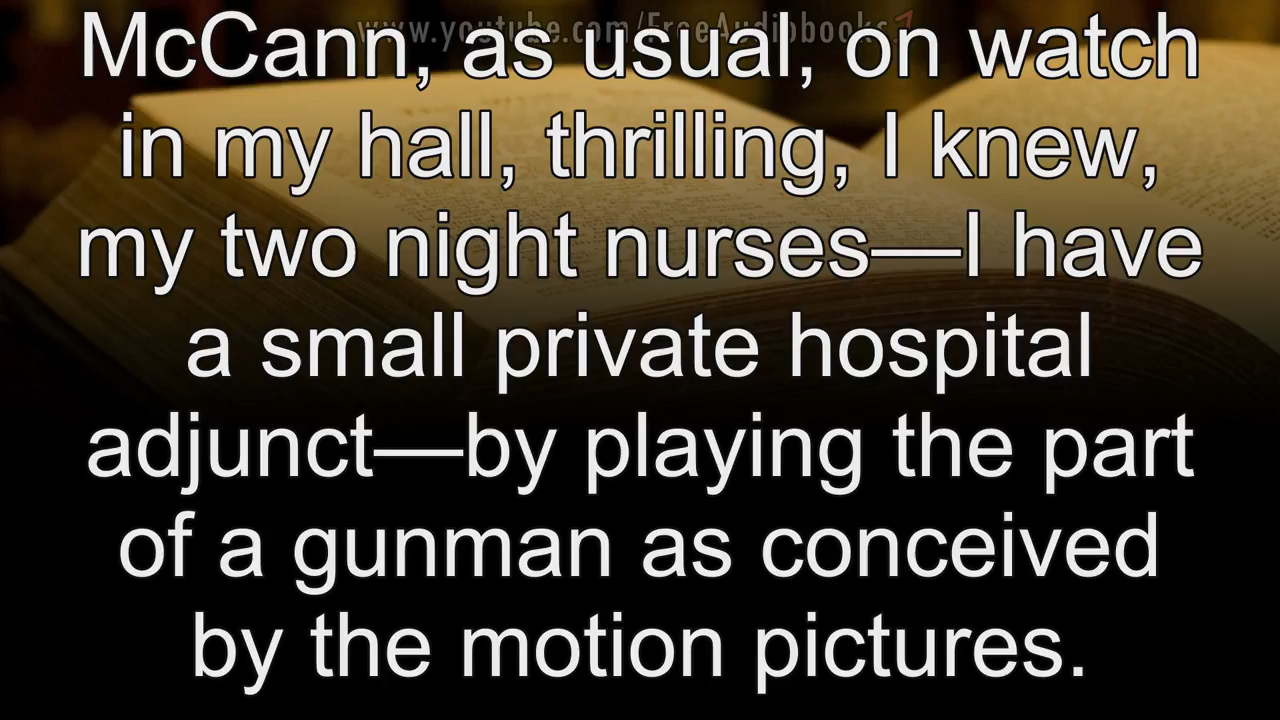 www.youtube.com/FreeAudiobooks1
McCann, as usual, on watch
in my hall, thrilling, I knew,
my two night nurses—I have
a small private hospital
adjunct—by playing the part
of a gunman as conceived
by the motion pictures.